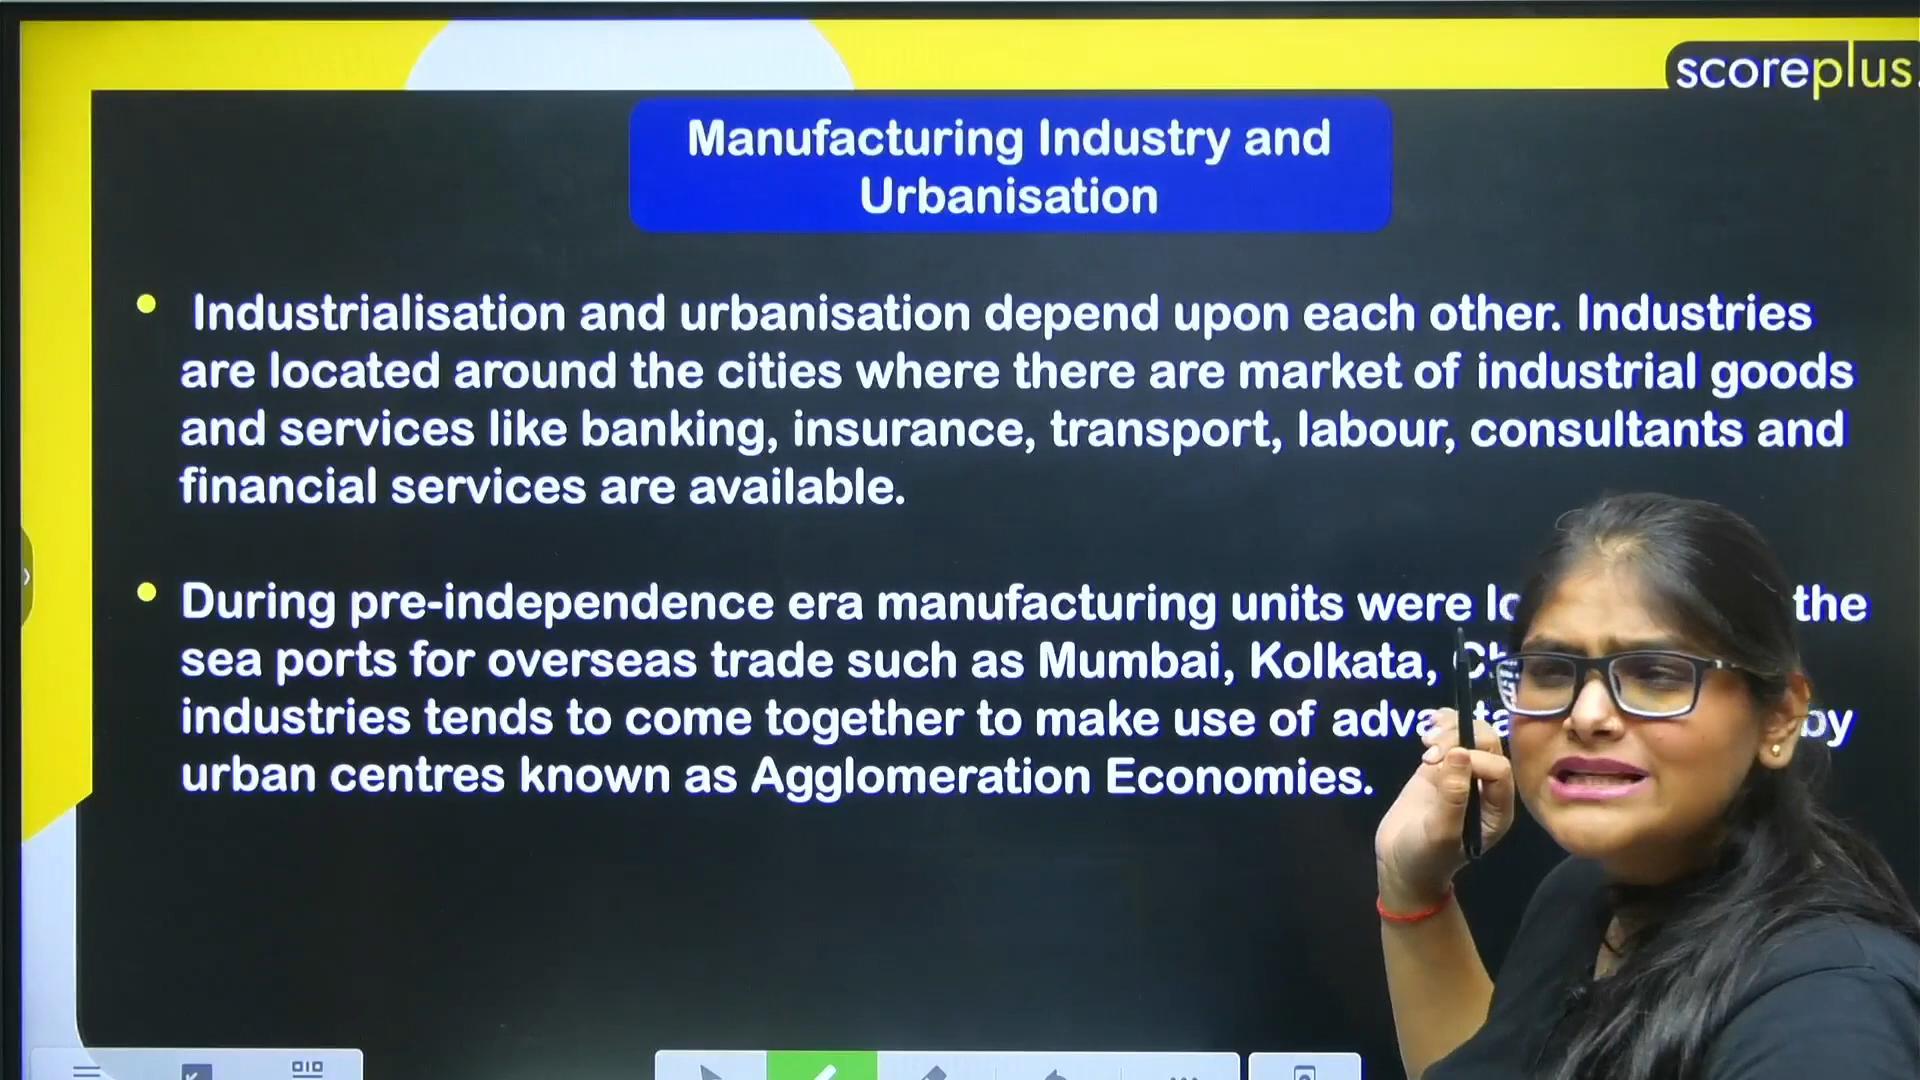 scoreplus.
Manufacturing Industry and
Urbanisation
Industrialisation and urbanisation depend upon each other. Industries
are located around the cities where there are market of industrial goods
and services like banking, insurance, transport, labour, consultants and
financial services are available.
During pre-independence era manufacturing units were the
sea ports for overseas trade such as Mumbai, Kolkata,
industries tends to come together to make use of by
urban centres known as Agglomeration Economies.